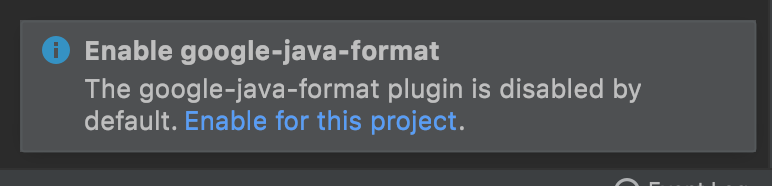 Enable google-java-format
The google-java-format plugin is disabled by
default. Enable for this project.